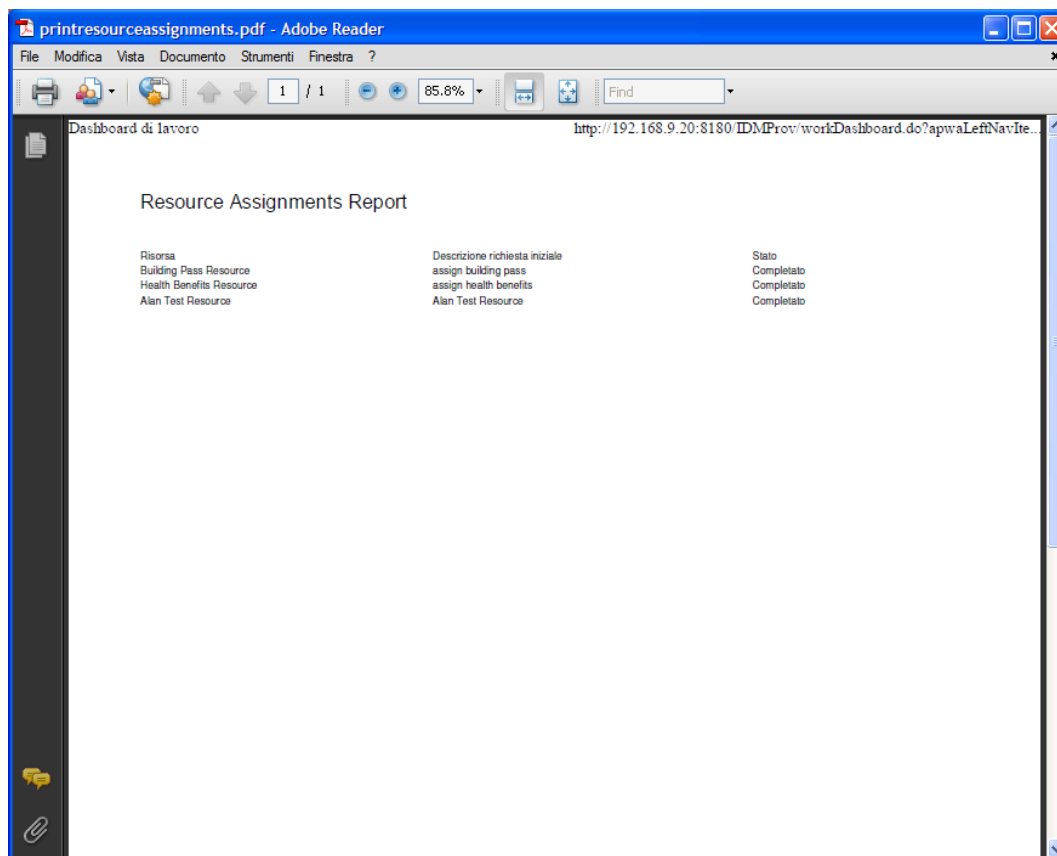 printresourceassignments.pdf - Adobe Reader
File Modifica Vista Documento Strumenti Finestra ?
1 / 1 85.8% Find
Dashboard di lavoro http://192.168.9.20:8180/IDMProv/workDashboard.do?apwaLeftNavIte...
Resource Assignments Report
Risorsa Descrizione richiesta iniziale Stato
Building Pass Resource assign building pass Completato
Health Benefits Resource assign health benefits Completato
Alan Test Resource Alan Test Resource Completato